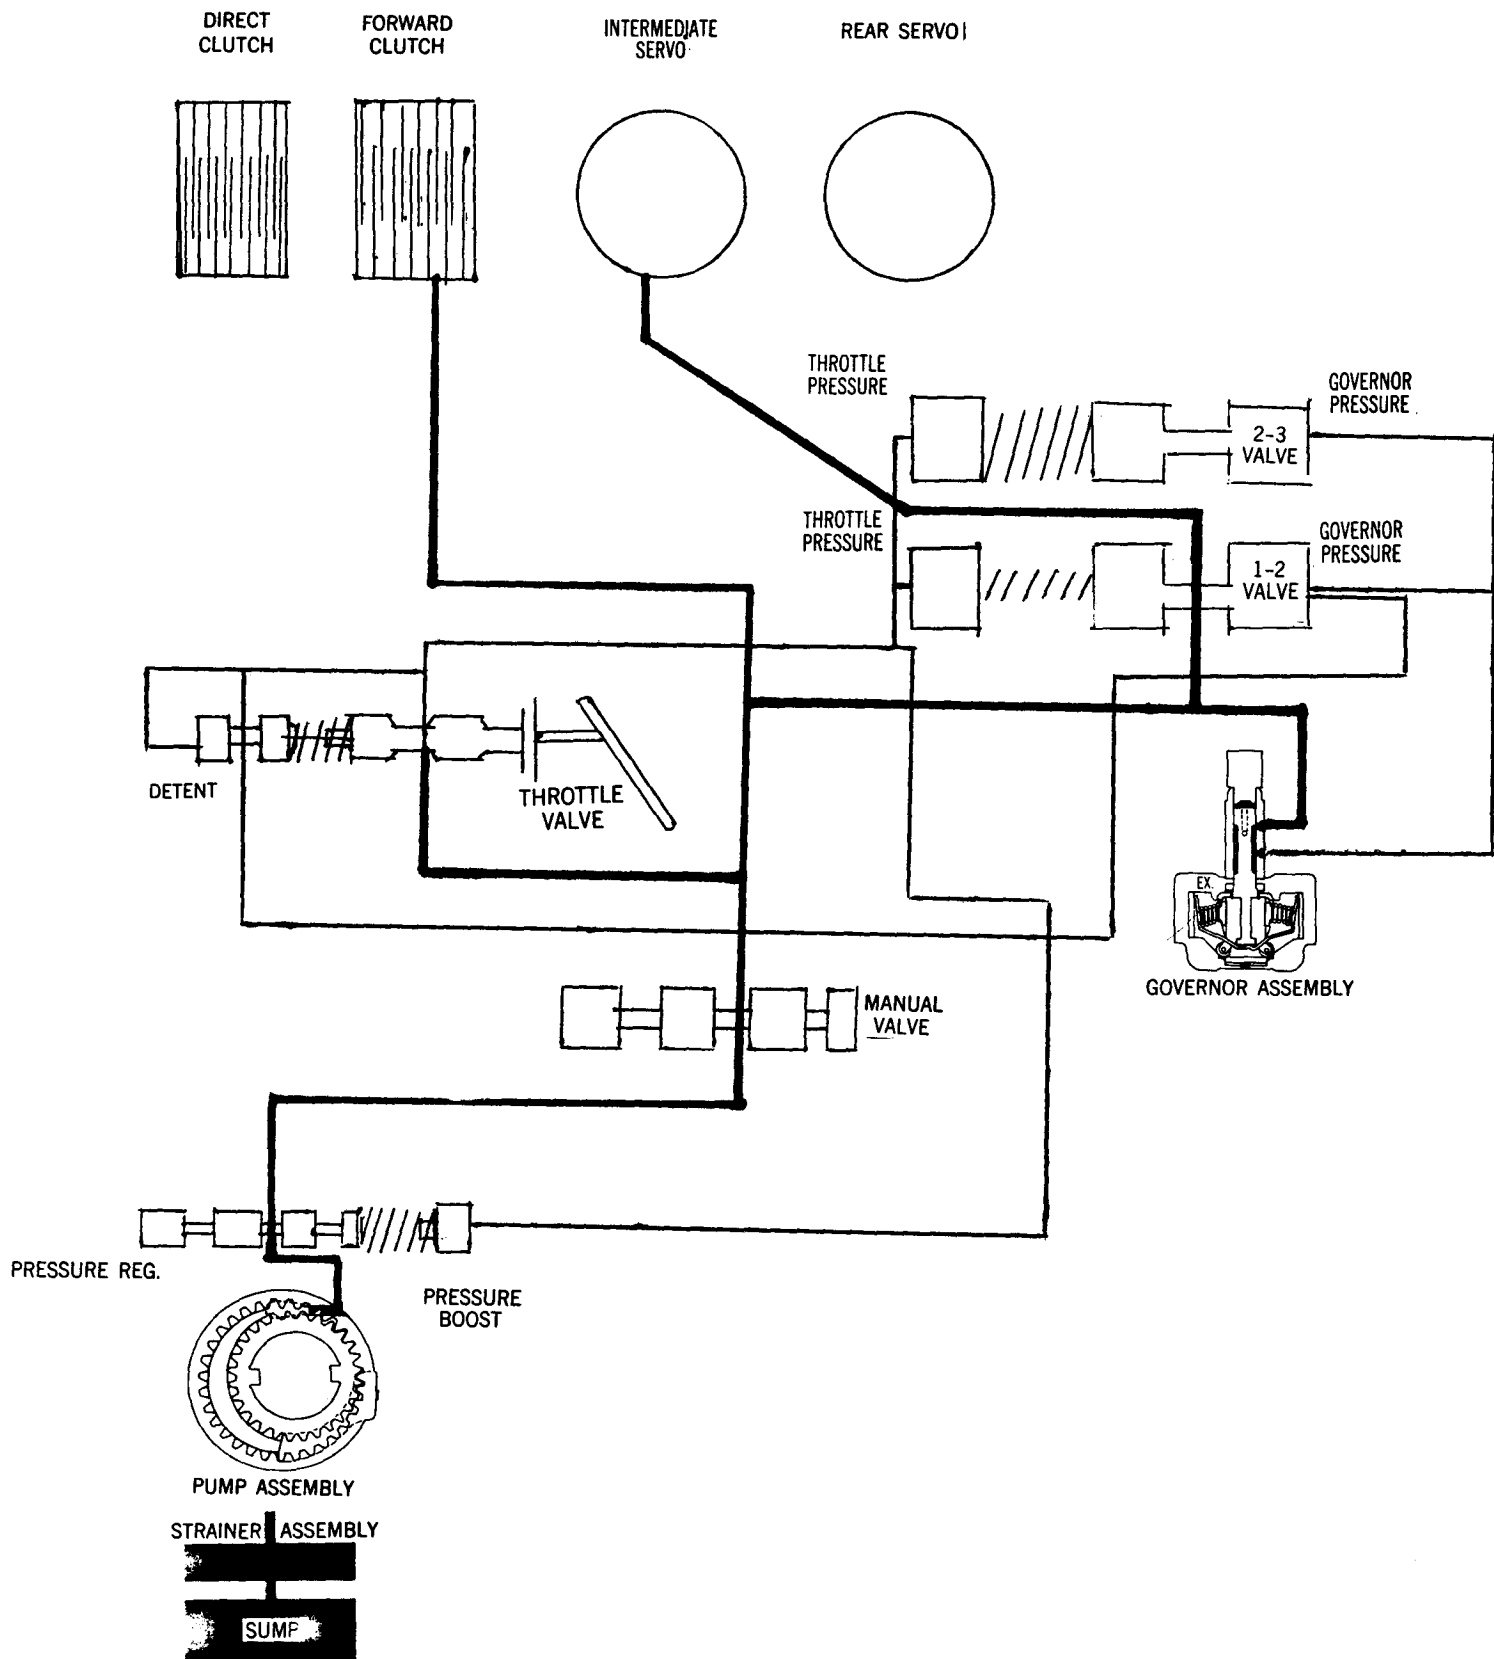 DIRECT
CLUTCH
FORWARD
CLUTCH
INTERMEDIATE
SERVO
REAR SERVO
THROTTLE
PRESSURE
GOVERNOR
PRESSURE
2-3
VALVE
THROTTLE
PRESSURE
GOVERNOR
PRESSURE
1-2
VALVE
DETENT
THROTTLE
VALVE
EX.
GOVERNOR ASSEMBLY
MANUAL
VALVE
PRESSURE REG.
PRESSURE
BOOST
PUMP ASSEMBLY
STRAINER ASSEMBLY
SUMP